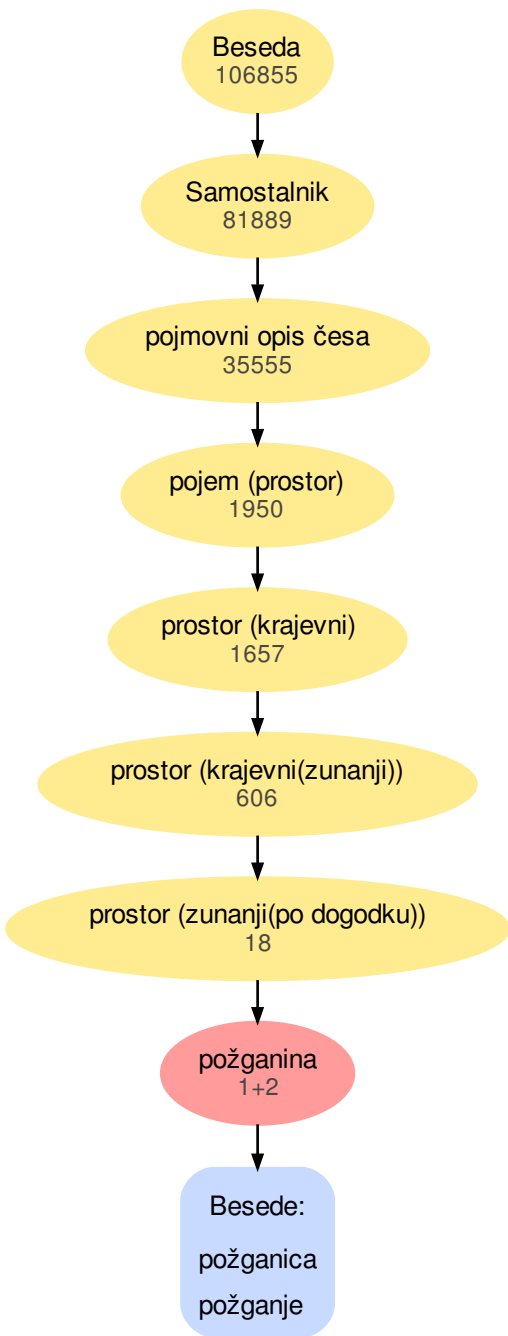 Beseda
106855
Samostalnik
81889
pojmovni opis česa
35555
pojem (prostor)
1950
prostor (krajevni)
1657
prostor (krajevni(zunanji))
606
prostor (zunanji(po dogodku))
18
požganina
1+2
Besede:
požganica
požganje